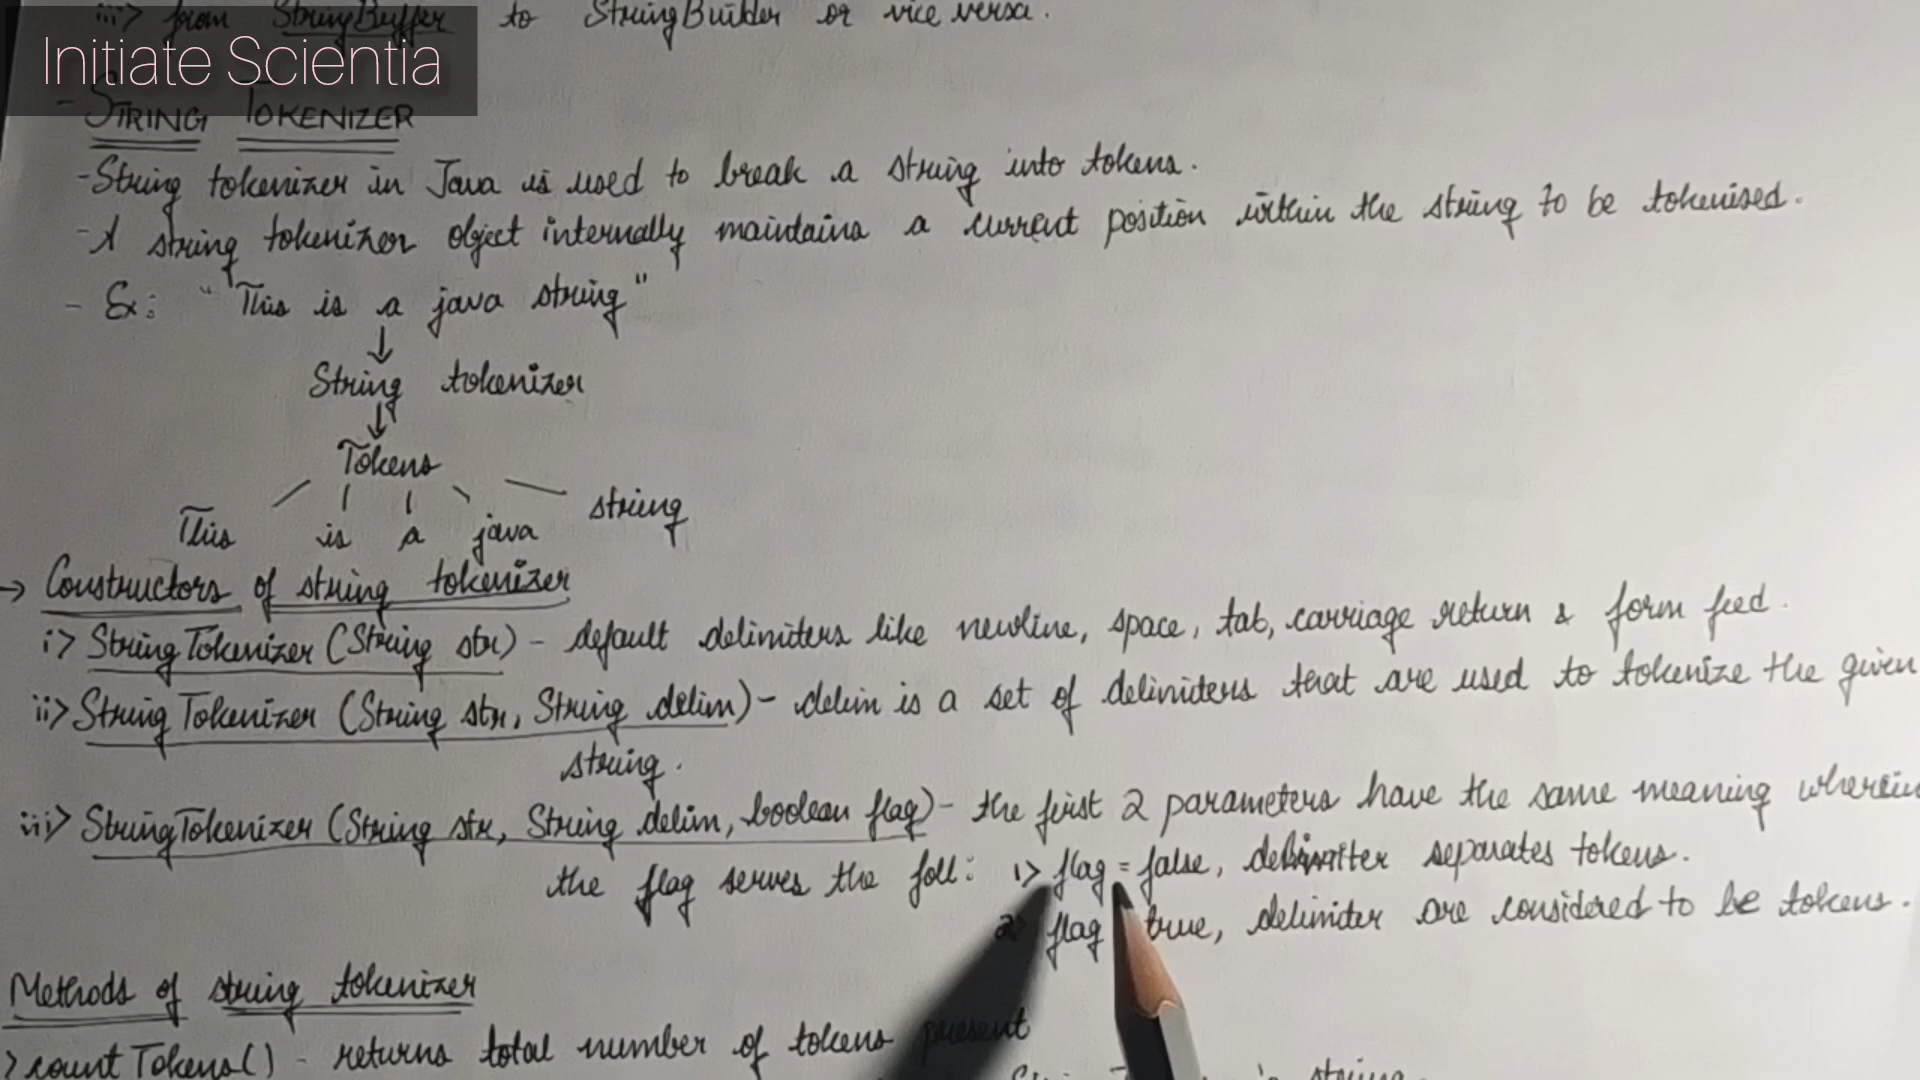 iii> from StringBuffer to StringBuilder or vice versa.
Initiate Scientia
- STRING TOKENIZER
- String tokenizer in Java is used to break a string into tokens.
- A string tokenizer object internally maintains a current position within the string to be tokenised.
- Ex: "This is a java string"
String tokenizer
Tokens
This is a java string
→ Constructors of string tokenizer
i> StringTokenizer (String str) - default delimiters like newline, space, tab, carriage return & form feed.
ii> StringTokenizer (String str, String delim) - delim is a set of delimiters that are used to tokenize the given
string.
iii> StringTokenizer (String str, String delim, boolean flag) - the first 2 parameters have the same meaning wherein
the flag serves the foll: 1> flag = false, delimiter separates tokens.
2> flag true, delimiter are considered to be tokens.
Methods of string tokenizer
> countTokens() - returns total number of tokens present
string.